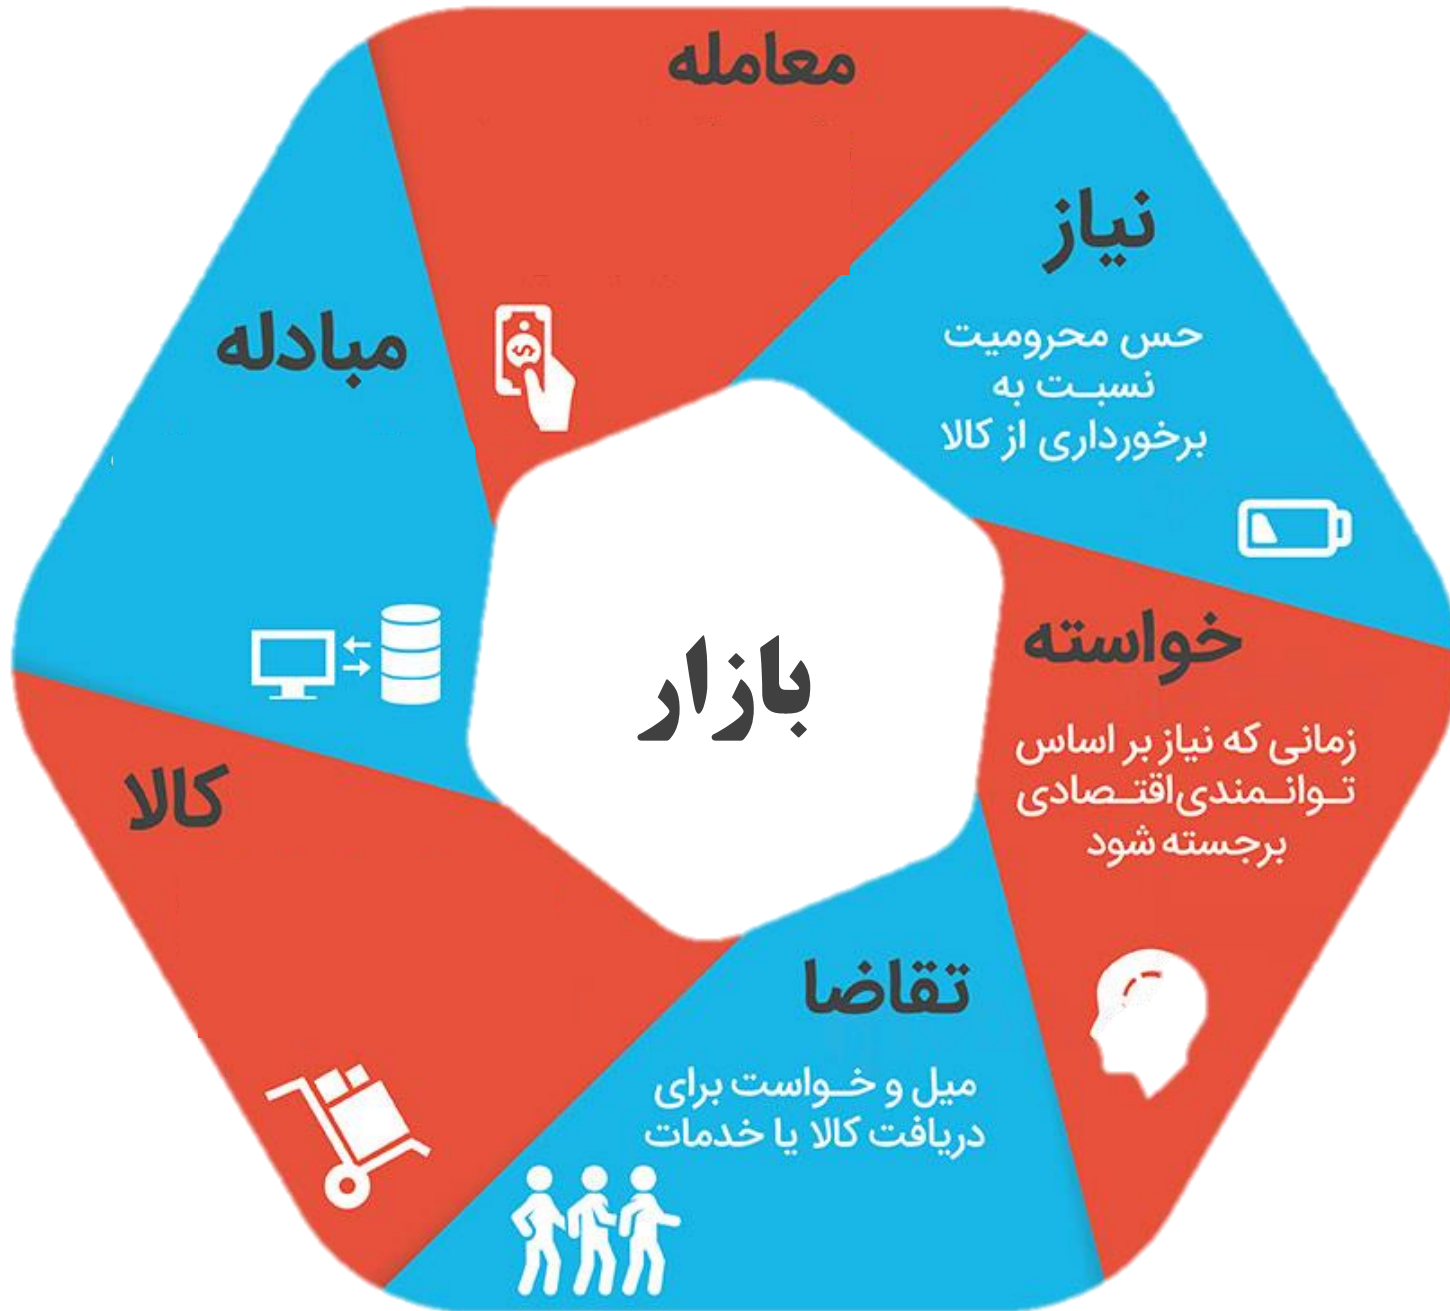 معامله
نیاز
حس محرومیت
نسبت به
برخورداری از کالا
خواسته
زمانی که نیاز بر اساس
توانمندی اقتصادی
برجسته شود
تقاضا
میل و خواست برای
دریافت کالا یا خدمات
کالا
مبادله
بازار